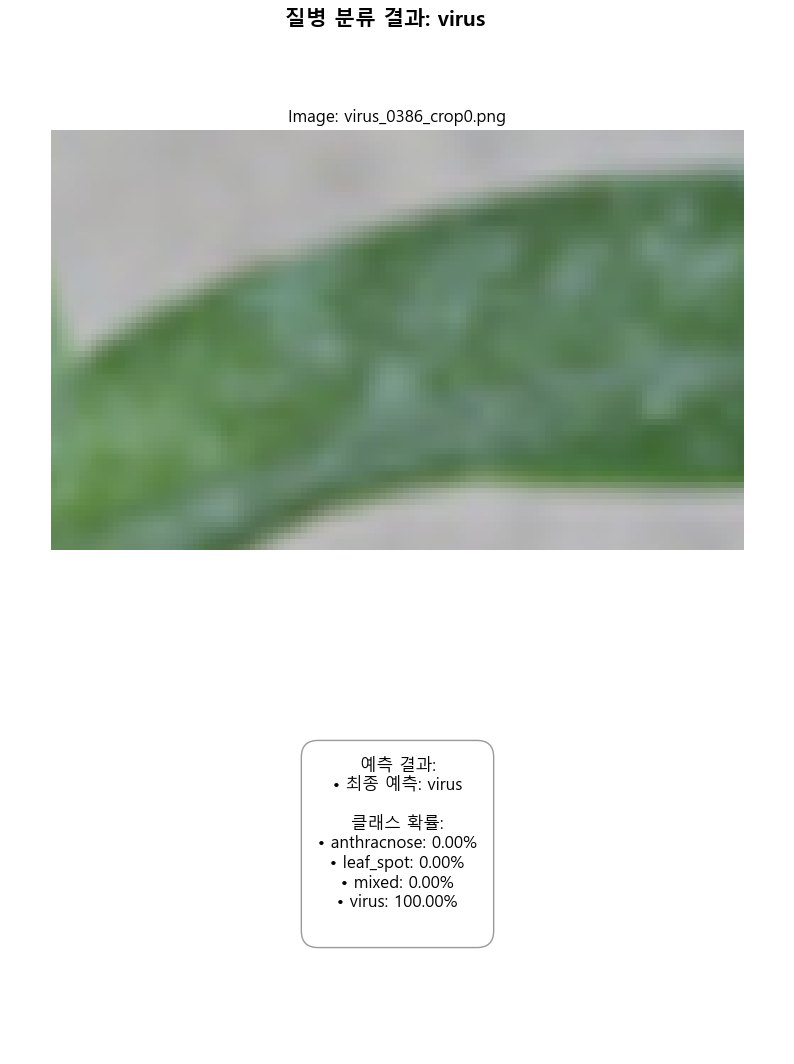 질병 분류 결과: virus
Image: virus_0386_crop0.png
예측 결과:
• 최종 예측: virus
클래스 확률:
• anthracnose: 0.00%
• leaf_spot: 0.00%
• mixed: 0.00%
• virus: 100.00%